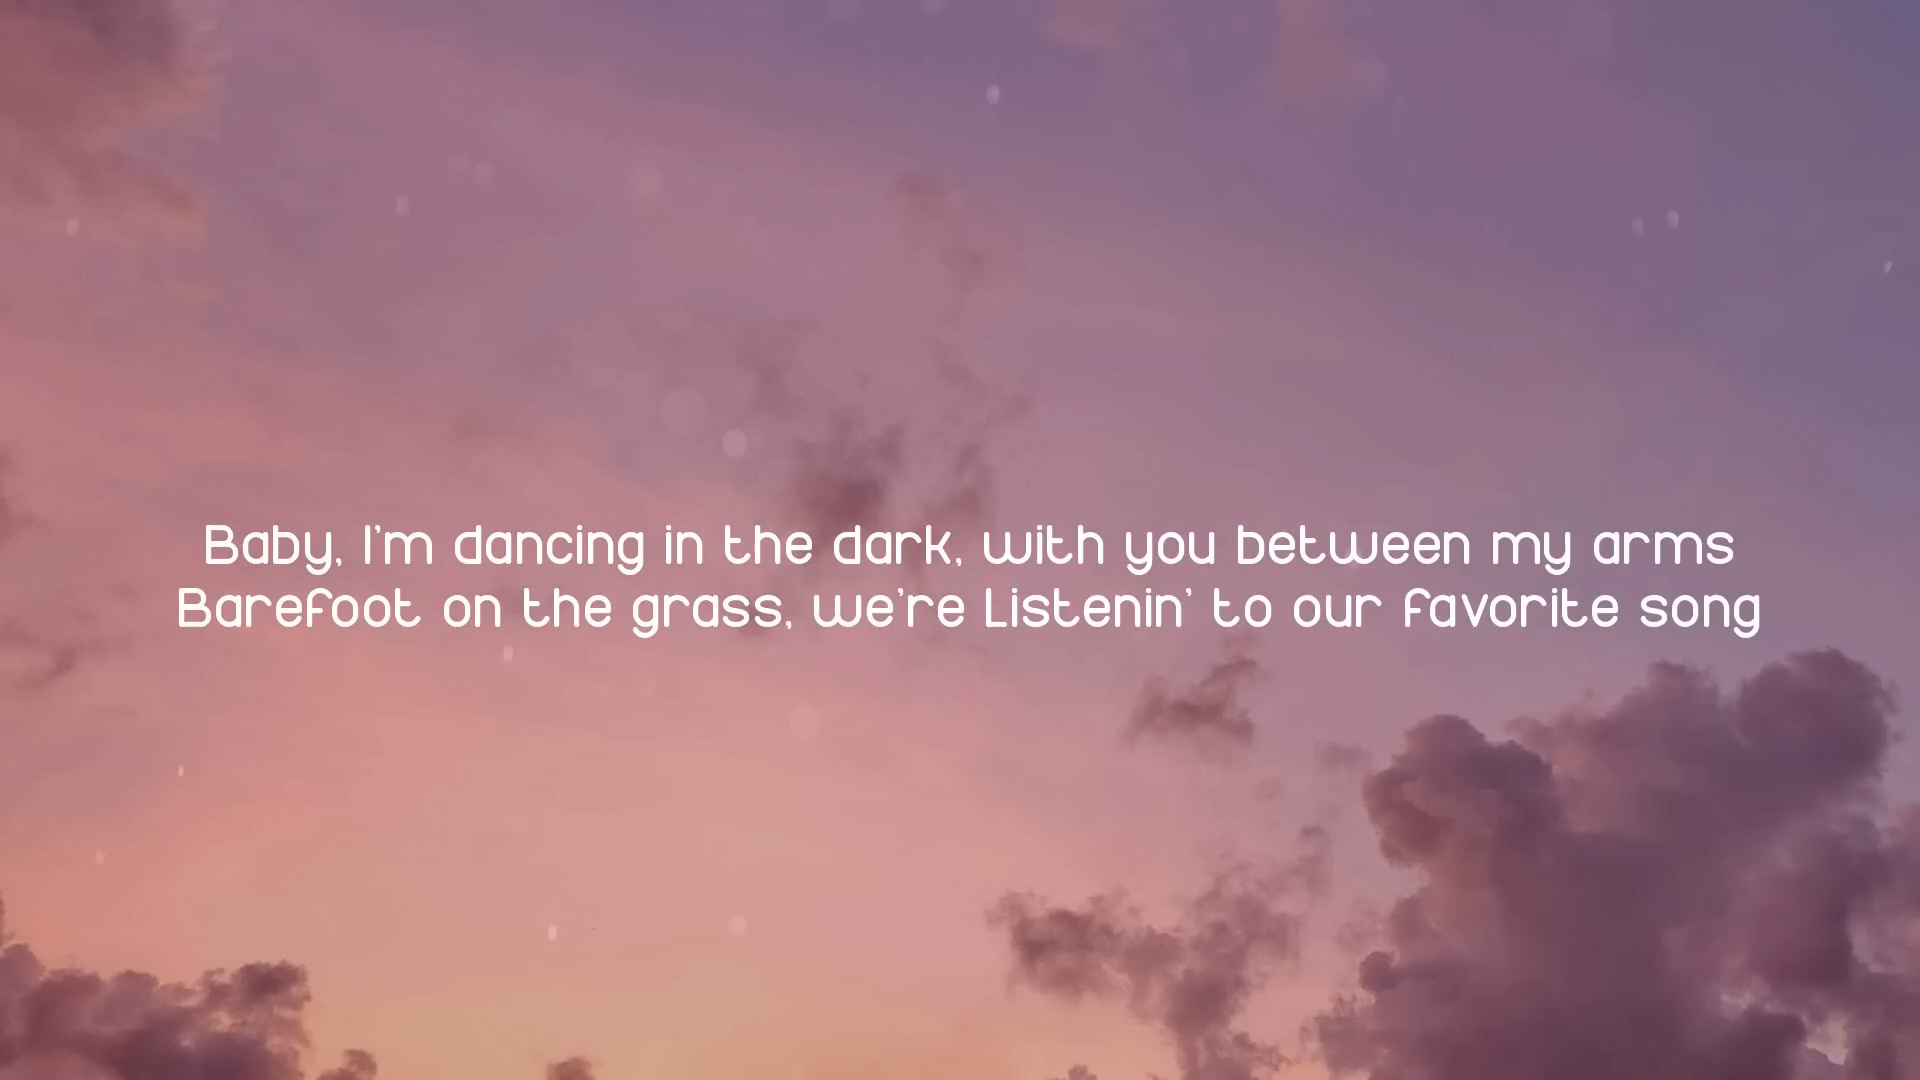 Baby, I'm dancing in the dark, with you between my arms
Barefoot on the grass, we're Listenin' to our favorite song